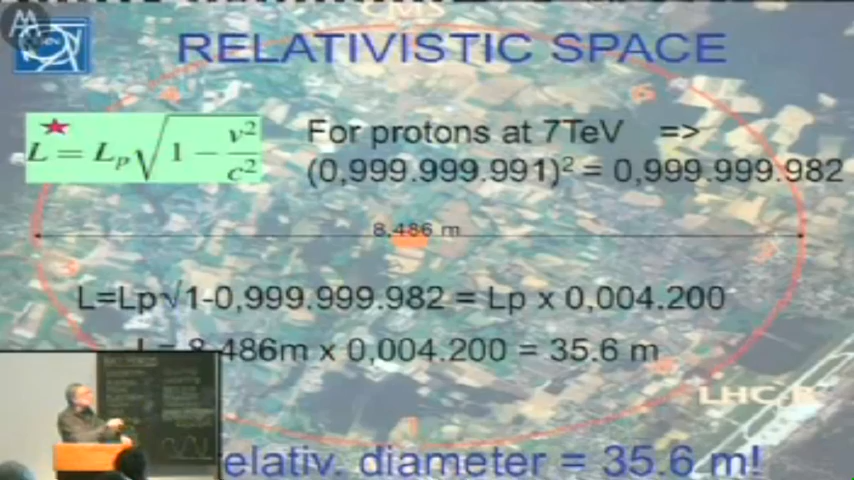 RELATIVISTIC SPACE
L = Lp √1 − v²/c²
For protons at 7TeV =>
(0,999.999.991)² = 0,999.999.982
8,486 m
L=Lp√1-0,999.999.982 = Lp x 0,004.200
L = 8,486m x 0,004.200 = 35.6 m
LHC-B
elativ. diameter = 35.6 m!